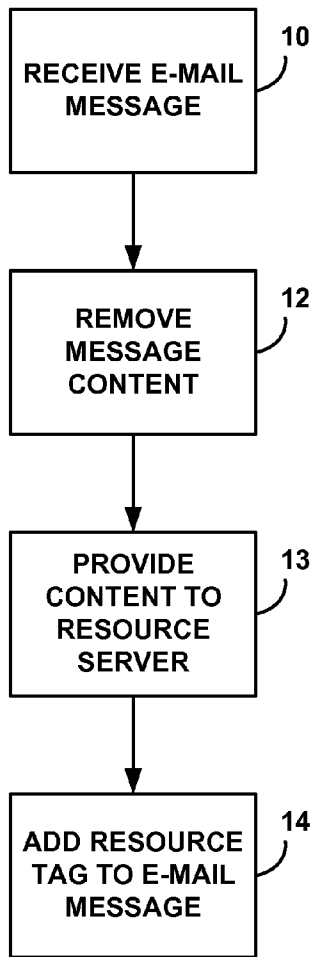 10
RECEIVE E-MAIL
MESSAGE
12
REMOVE
MESSAGE
CONTENT
13
PROVIDE
CONTENT TO
RESOURCE
SERVER
14
ADD RESOURCE
TAG TO E-MAIL
MESSAGE